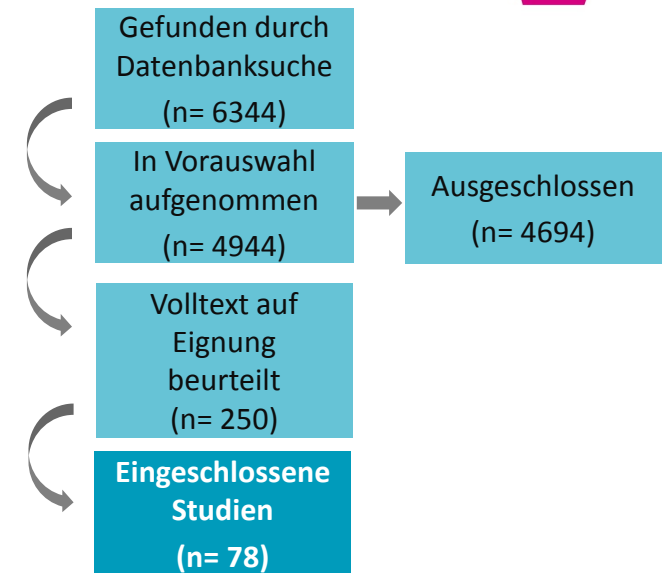 Gefunden durch
Datenbanksuche
(n= 6344)
In Vorauswahl
aufgenommen
(n= 4944)
Ausgeschlossen
(n= 4694)
Volltext auf
Eignung
beurteilt
(n= 250)
Eingeschlossene
Studien
(n= 78)